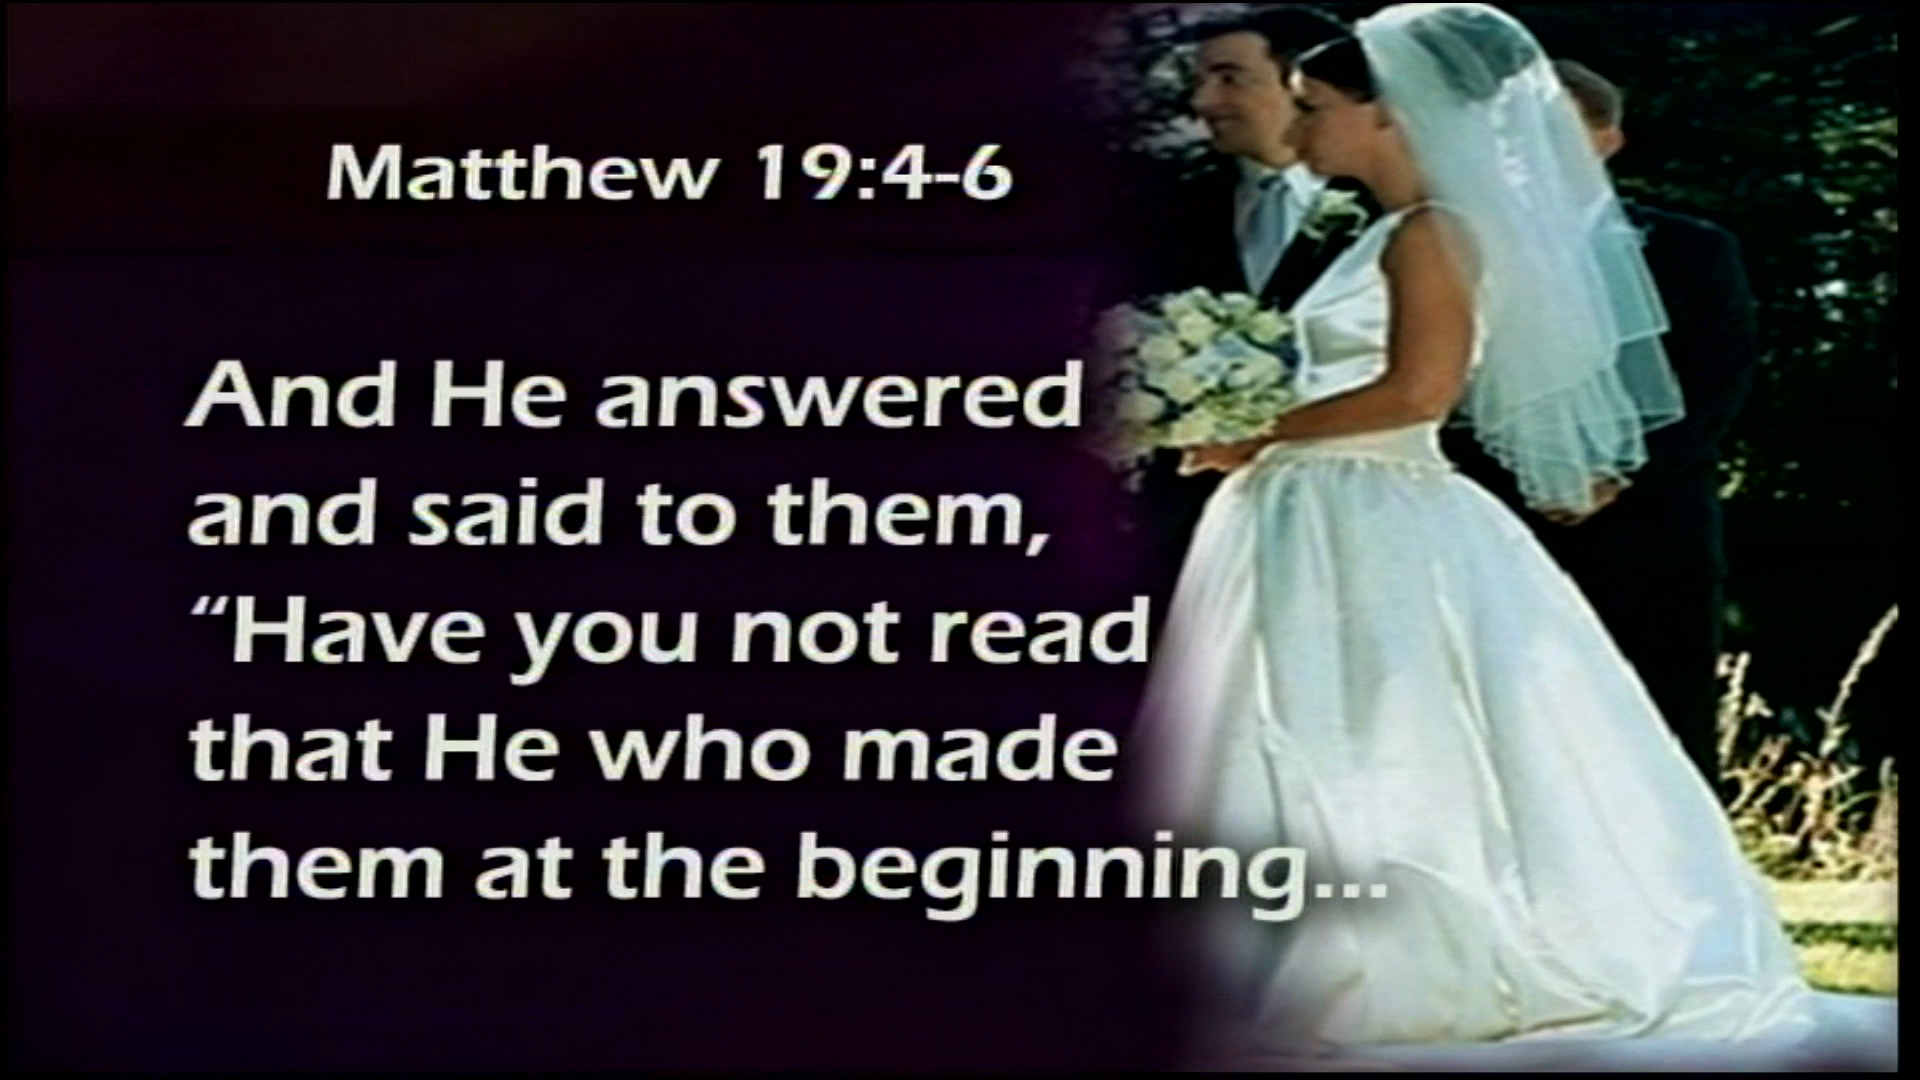 Matthew 19:4-6
And He answered
and said to them,
“Have you not read
that He who made
them at the beginning...